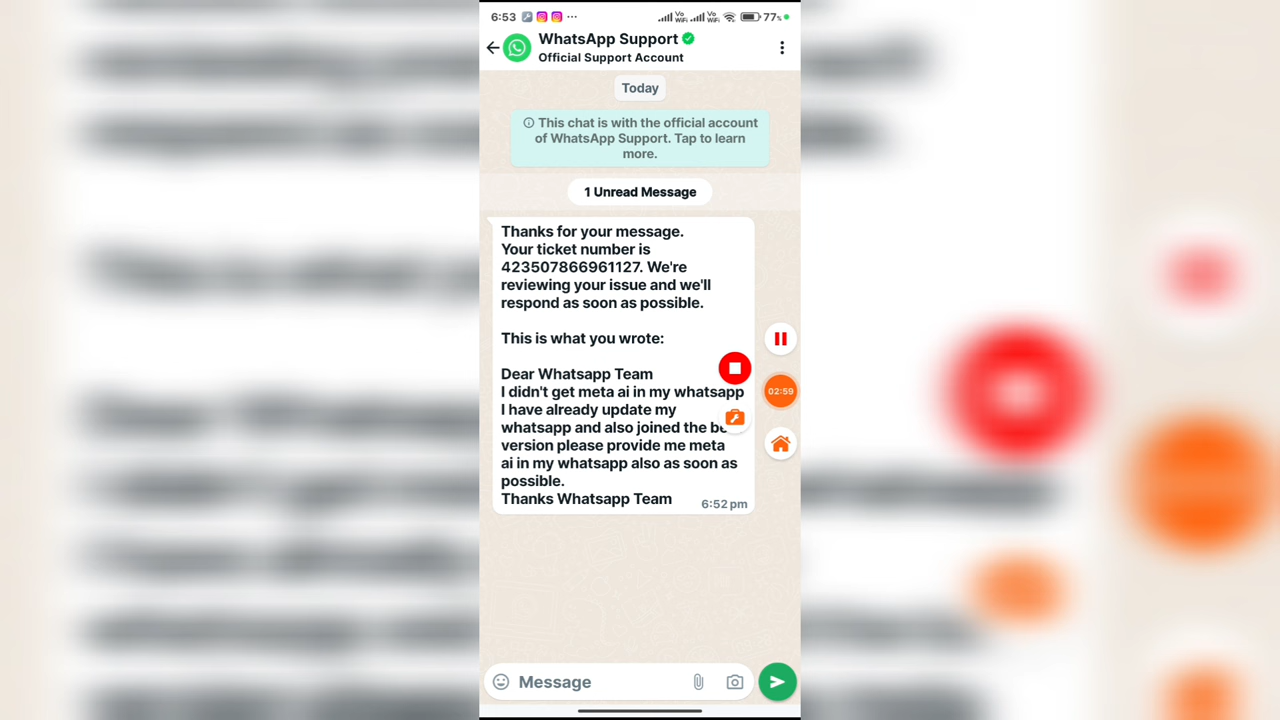 6:53
77%
WhatsApp Support
Official Support Account
Today
This chat is with the official account
of WhatsApp Support. Tap to learn
more.
1 Unread Message
Thanks for your message.
Your ticket number is
423507866961127. We're
reviewing your issue and we'll
respond as soon as possible.
This is what you wrote:
Dear Whatsapp Team
I didn't get meta ai in my whatsapp
I have already update my
whatsapp and also joined the
version please provide me meta
ai in my whatsapp also as soon as
possible.
Thanks Whatsapp Team
6:52 pm
02:59
Message